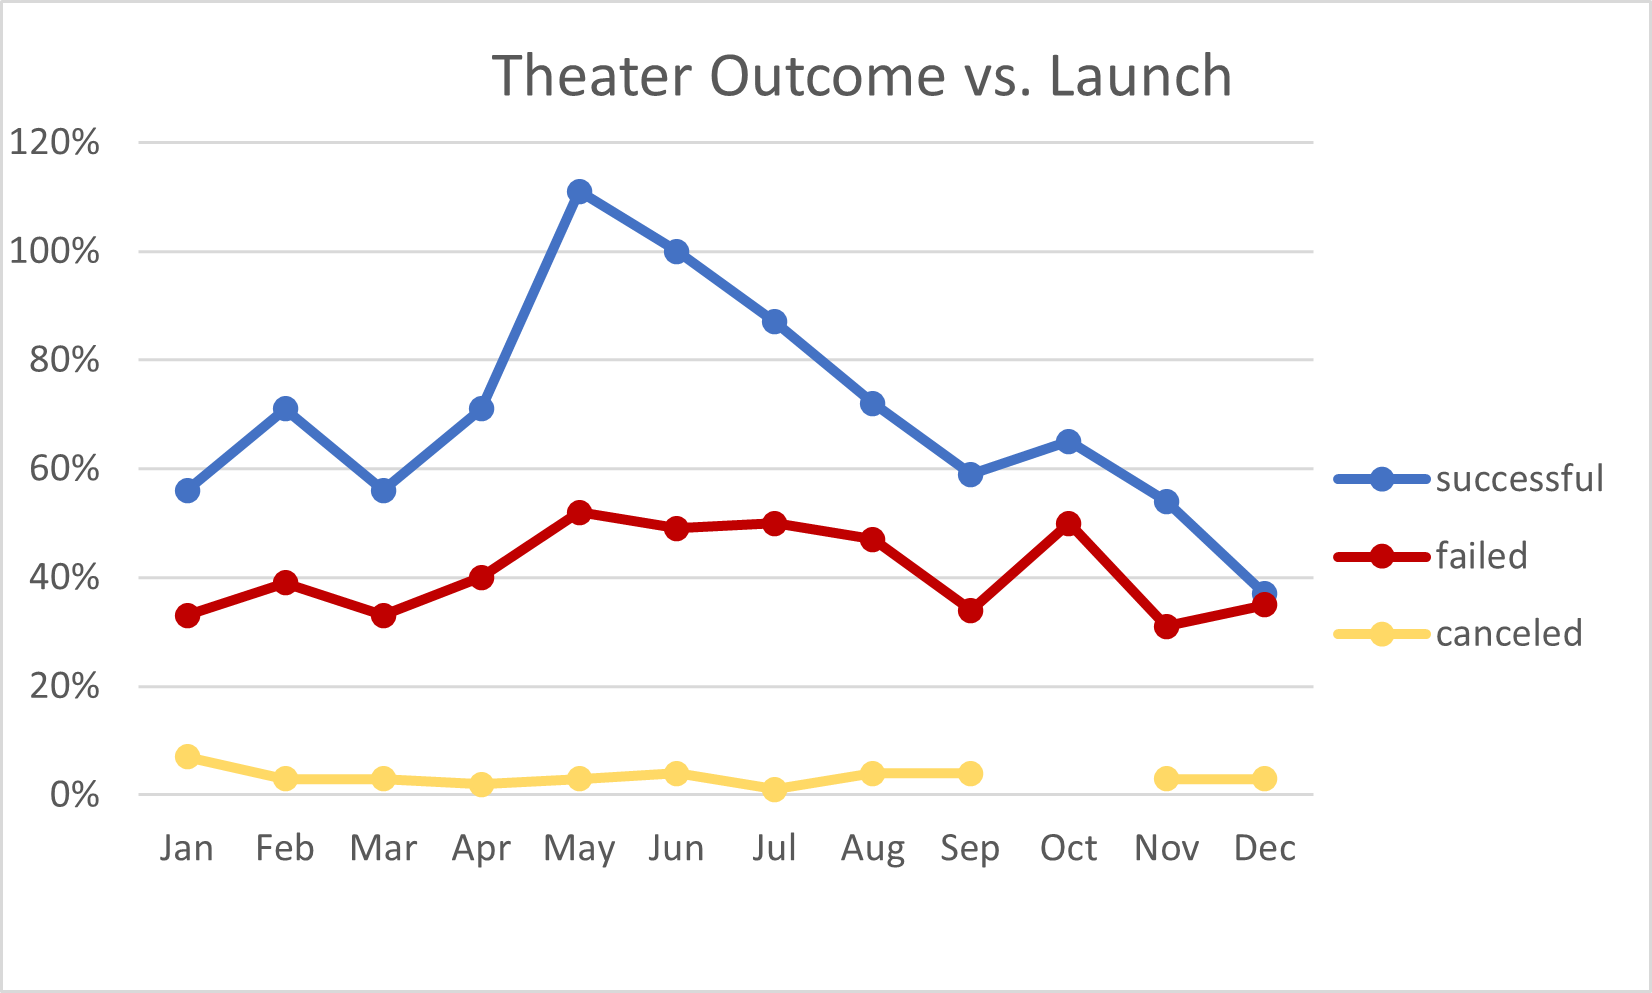 Theater Outcome vs. Launch
120%
100%
80%
60%
40%
20%
0%
Jan Feb Mar Apr May Jun Jul Aug Sep Oct Nov Dec
successful
failed
canceled